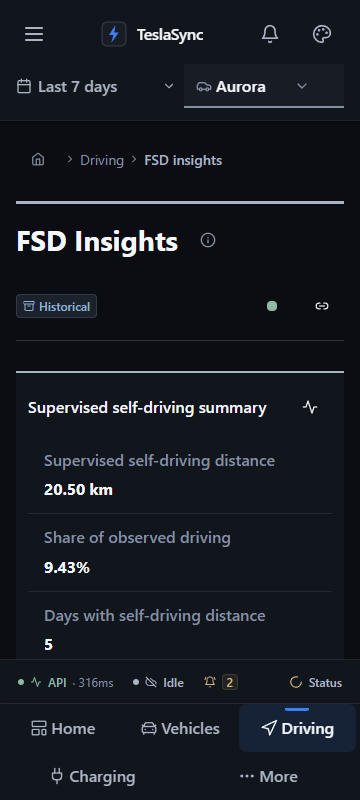 TeslaSync
Last 7 days
Aurora
Driving
FSD insights
FSD Insights
Historical
Supervised self-driving summary
Supervised self-driving distance
20.50 km
Share of observed driving
9.43%
Days with self-driving distance
5
API · 316ms
Idle
2
Status
Home
Vehicles
Driving
Charging
More